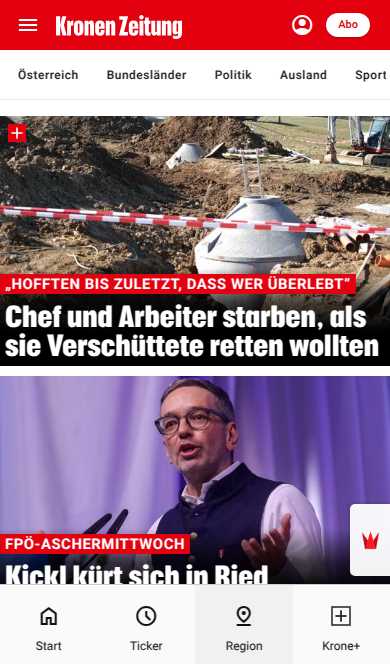 Kronen Zeitung
Abo
Österreich Bundesländer Politik Ausland Sport
„HOFFTEN BIS ZULETZT, DASS WER ÜBERLEBT“
Chef und Arbeiter starben, als
sie Verschüttete retten wollten
FPÖ-ASCHERMITTWOCH
Kickl kürt sich in Ried
Start Ticker Region Krone+